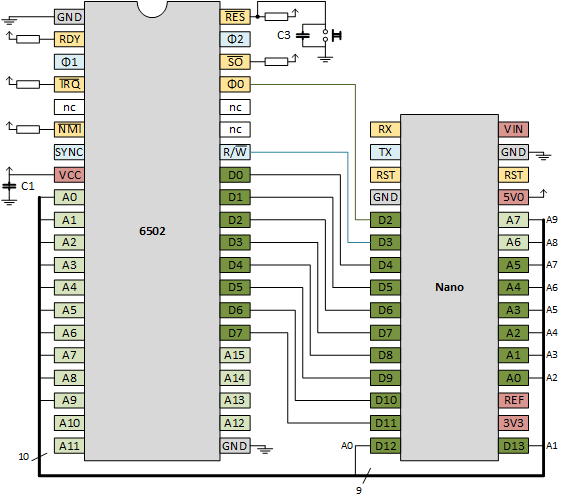 GND RES
RDY Φ2 C3
Φ1 SO
IRQ Φ0
nc nc
NMI nc RX VIN
SYNC R/W TX GND
VCC D0 RST RST
C1
A0 D1 GND 5V0
A1 D2 D2 A7 A9
6502
A2 D3 D3 A6 A8
A3 D4 D4 A5 A7
A4 D5 D5 Nano A4 A6
A5 D6 D6 A3 A5
A6 D7 D7 A2 A4
A7 A15 D8 A1 A3
A8 A14 D9 A0 A2
A9 A13 D10 REF
A10 A12 D11 3V3
A11 GND A0 D12 D13 A1
10
9